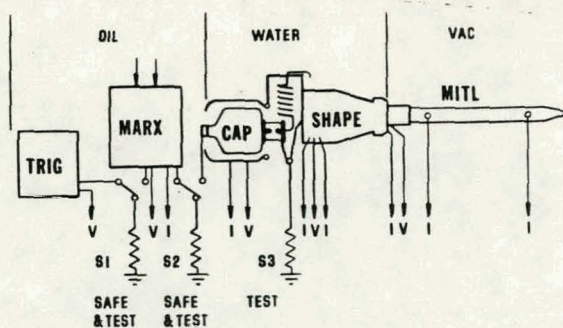 OIL WATER VAC
MITL
MARX CAP SHAPE
TRIG
V V I I V I V I I V I I
S1 S2 S3
SAFE SAFE TEST
& TEST & TEST